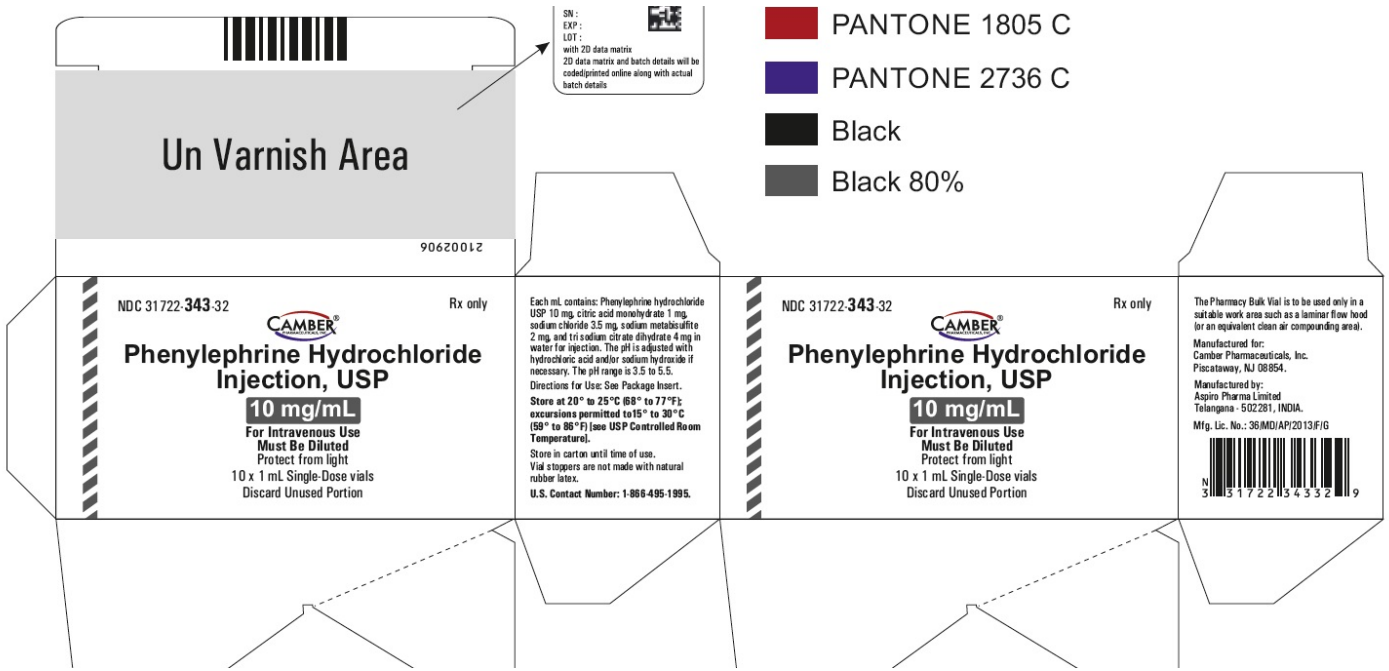 SN :
EXP :
LOT :
with 2D data matrix
2D data matrix and batch details will be
coded/printed online along with actual
batch details
PANTONE 1805 C
PANTONE 2736 C
Black
Black 80%
Un Varnish Area
21002906
NDC 31722-343-32
Rx only
CAMBER®
PHARMACEUTICALS, INC.
Phenylephrine Hydrochloride
Injection, USP
10 mg/mL
For Intravenous Use
Must Be Diluted
Protect from light
10 x 1 mL Single-Dose vials
Discard Unused Portion
Each mL contains: Phenylephrine hydrochloride
USP 10 mg, citric acid monohydrate 1 mg,
sodium chloride 3.5 mg, sodium metabisulfite
2 mg, and tri sodium citrate dihydrate 4 mg in
water for injection. The pH is adjusted with
hydrochloric acid and/or sodium hydroxide if
necessary. The pH range is 3.5 to 5.5.
Directions for Use: See Package Insert.
Store at 20° to 25°C (68° to 77°F);
excursions permitted to15° to 30°C
(59° to 86°F) [see USP Controlled Room
Temperature].
Store in carton until time of use.
Vial stoppers are not made with natural
rubber latex.
U.S. Contact Number: 1-866-495-1995.
NDC 31722-343-32
Rx only
CAMBER®
PHARMACEUTICALS, INC.
Phenylephrine Hydrochloride
Injection, USP
10 mg/mL
For Intravenous Use
Must Be Diluted
Protect from light
10 x 1 mL Single-Dose vials
Discard Unused Portion
The Pharmacy Bulk Vial is to be used only in a
suitable work area such as a laminar flow hood
(or an equivalent clean air compounding area).
Manufactured for:
Camber Pharmaceuticals, Inc.
Piscataway, NJ 08854.
Manufactured by:
Aspiro Pharma Limited
Telangana - 502281, INDIA.
Mfg. Lic. No.: 36/MD/AP/2013/F/G
N
3 31722 34332 9